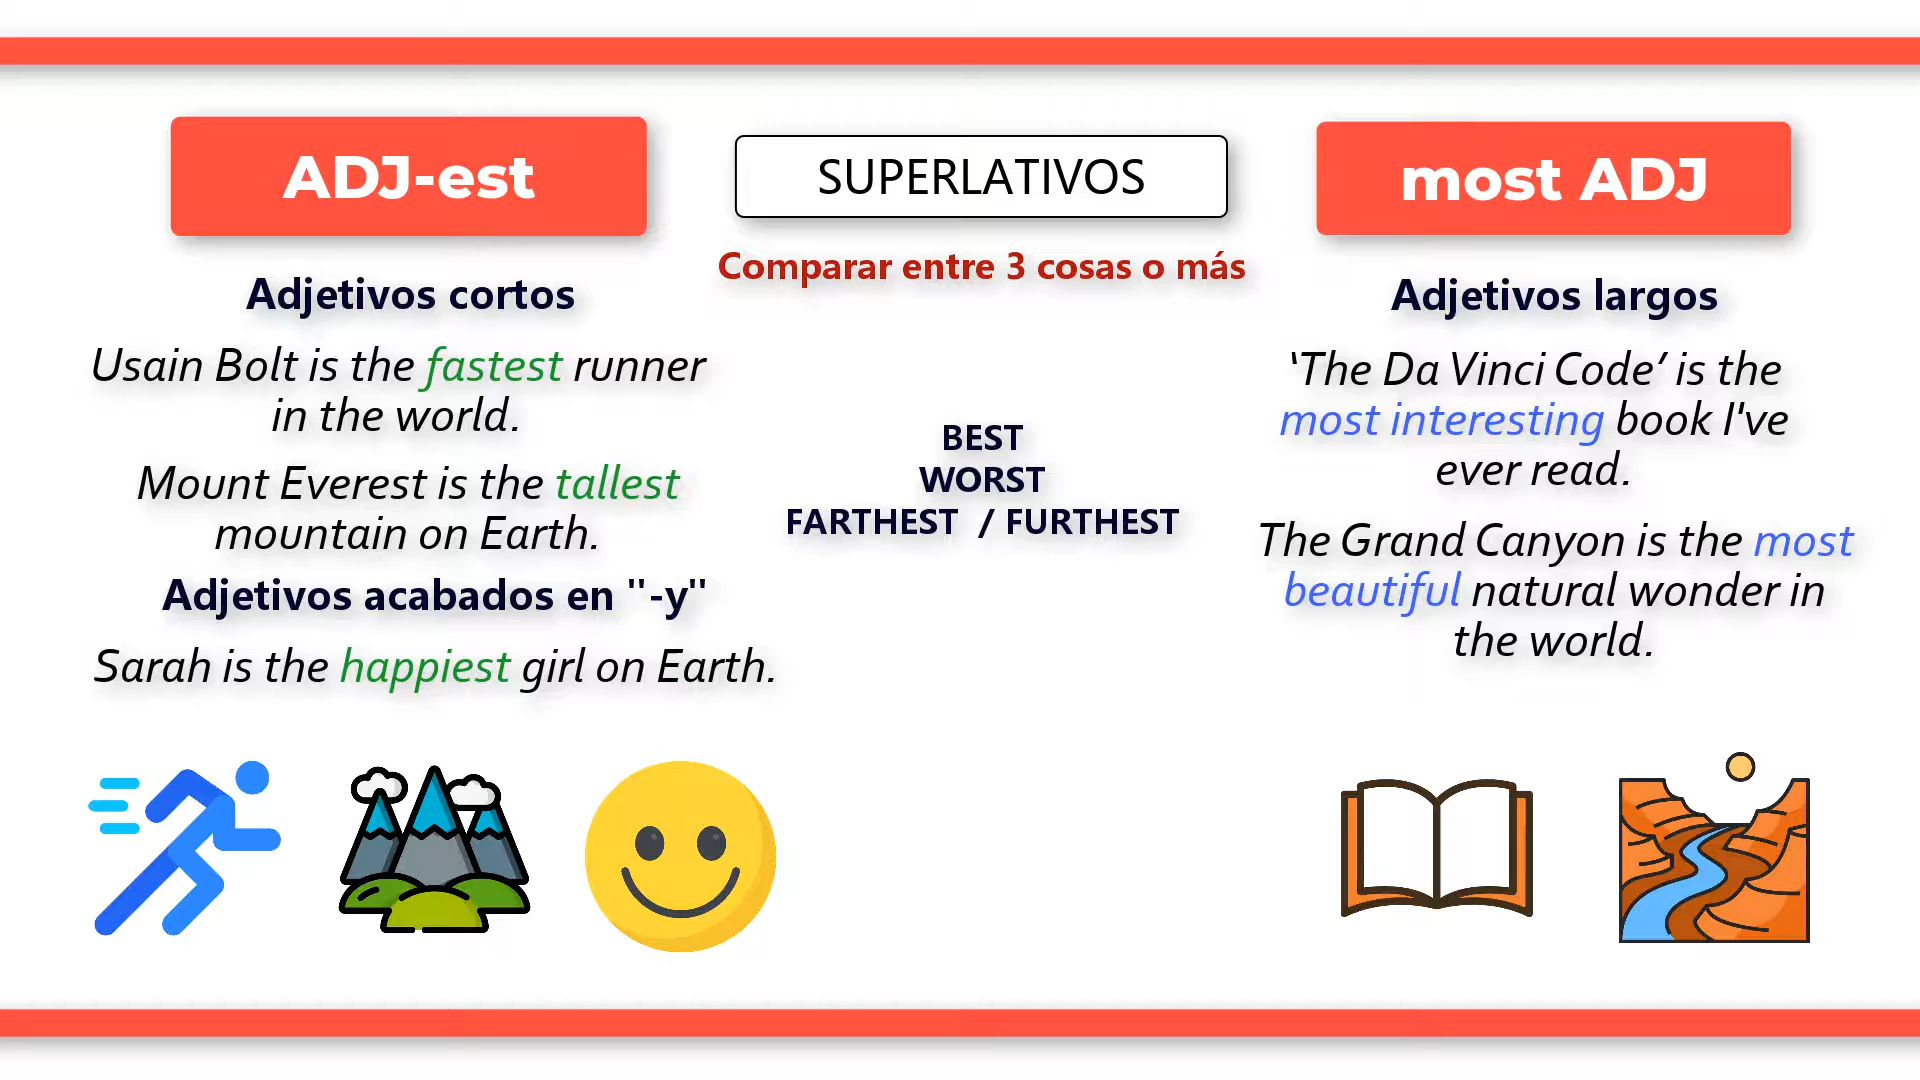 ADJ-est
Adjetivos cortos
Usain Bolt is the fastest runner
in the world.
Mount Everest is the tallest
mountain on Earth.
Adjetivos acabados en "-y"
Sarah is the happiest girl on Earth.
SUPERLATIVOS
Comparar entre 3 cosas o más
BEST
WORST
FARTHEST / FURTHEST
most ADJ
Adjetivos largos
‘The Da Vinci Code’ is the
most interesting book I've
ever read.
The Grand Canyon is the most
beautiful natural wonder in
the world.